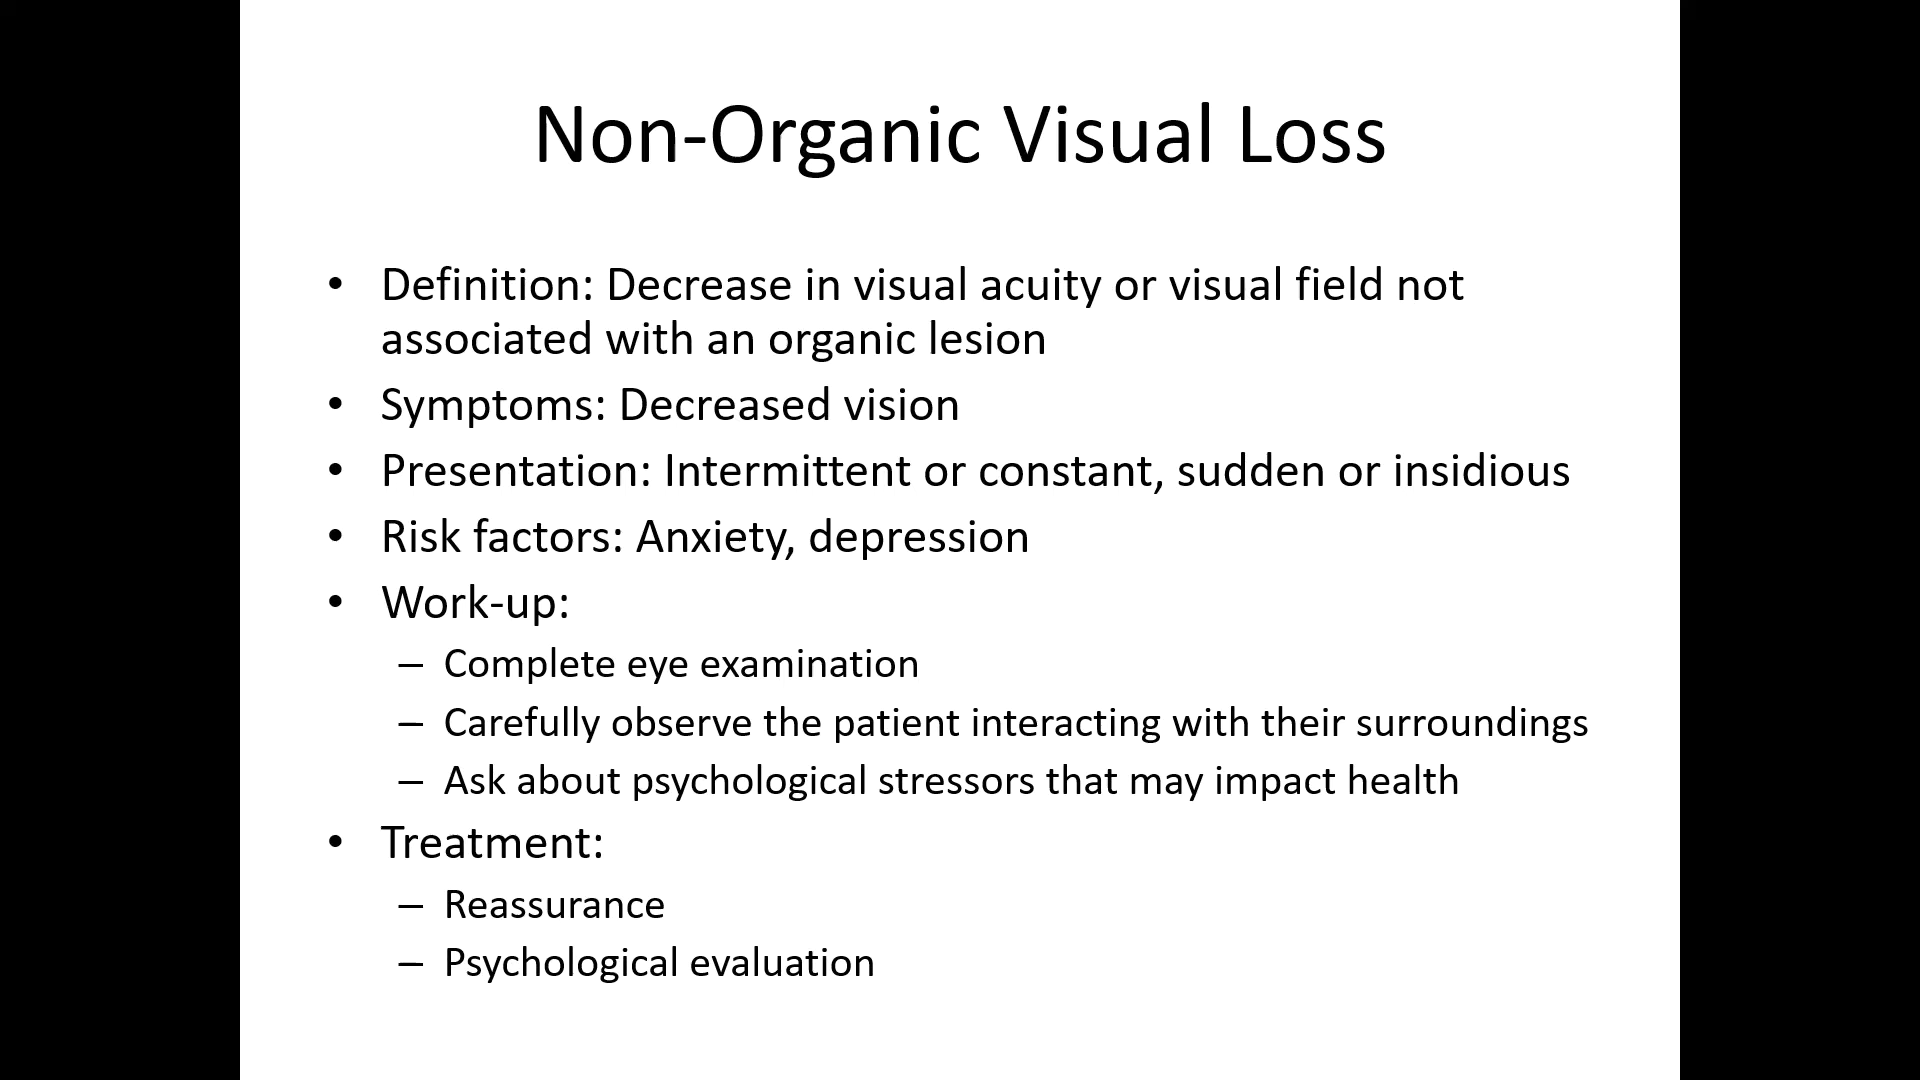 Non-Organic Visual Loss
• Definition: Decrease in visual acuity or visual field not
associated with an organic lesion
• Symptoms: Decreased vision
• Presentation: Intermittent or constant, sudden or insidious
• Risk factors: Anxiety, depression
• Work-up:
– Complete eye examination
– Carefully observe the patient interacting with their surroundings
– Ask about psychological stressors that may impact health
• Treatment:
– Reassurance
– Psychological evaluation